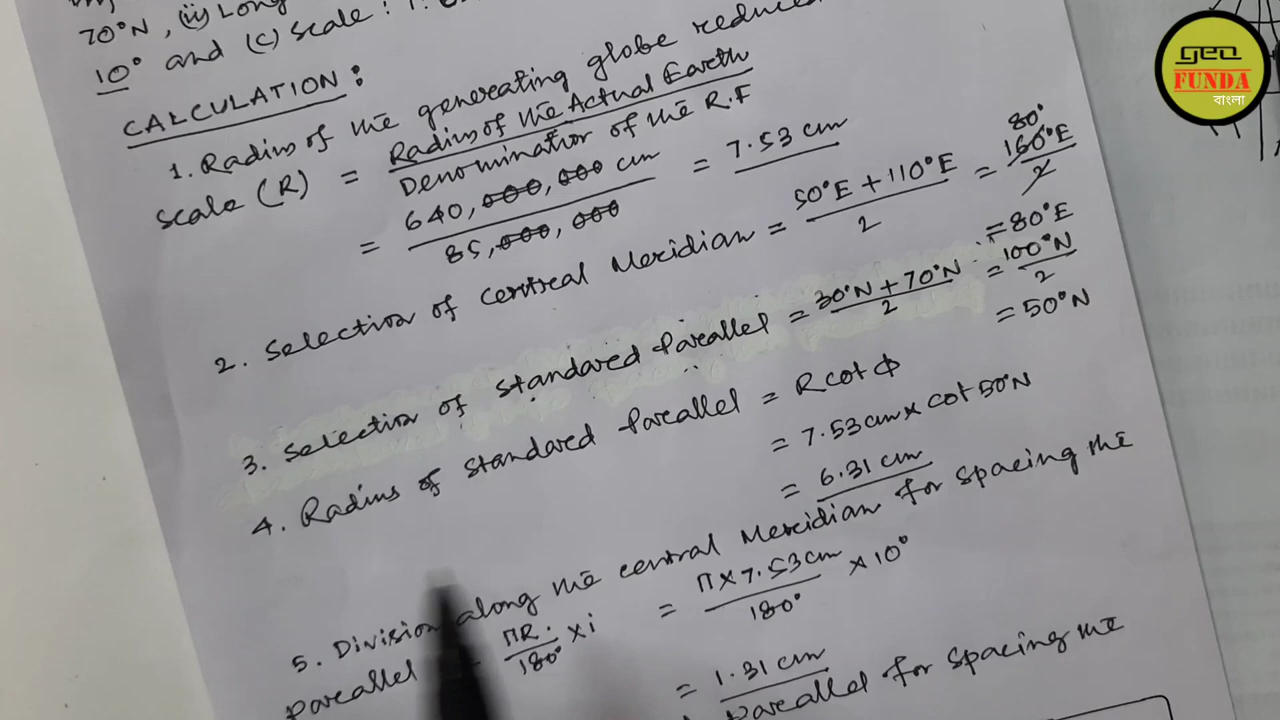 70°N, (ii) Long
10° and (c) Scale : 1:
CALCULATION :
1. Radius of the generating globe reduced
Scale (R) = Radius of the Actual Earth / Denominator of the R.F
= 640,000,000 cm / 85,000,000 = 7.53 cm
2. Selection of Central Meridian = 50°E + 110°E / 2 = 160°E / 2 80°
= 80°E
3. Selection of Standard Parallel = 30°N + 70°N / 2 = 100°N / 2
= 50°N
4. Radius of Standard Parallel = R cot ϕ
= 7.53 cm x cot 50°N
= 6.31 cm
5. Division along the central Meridian for spacing the
parallel = πR / 180° x i = π x 7.53 cm / 180° x 10°
= 1.31 cm
Parallel for spacing the
geo
FUNDA
বাংলা